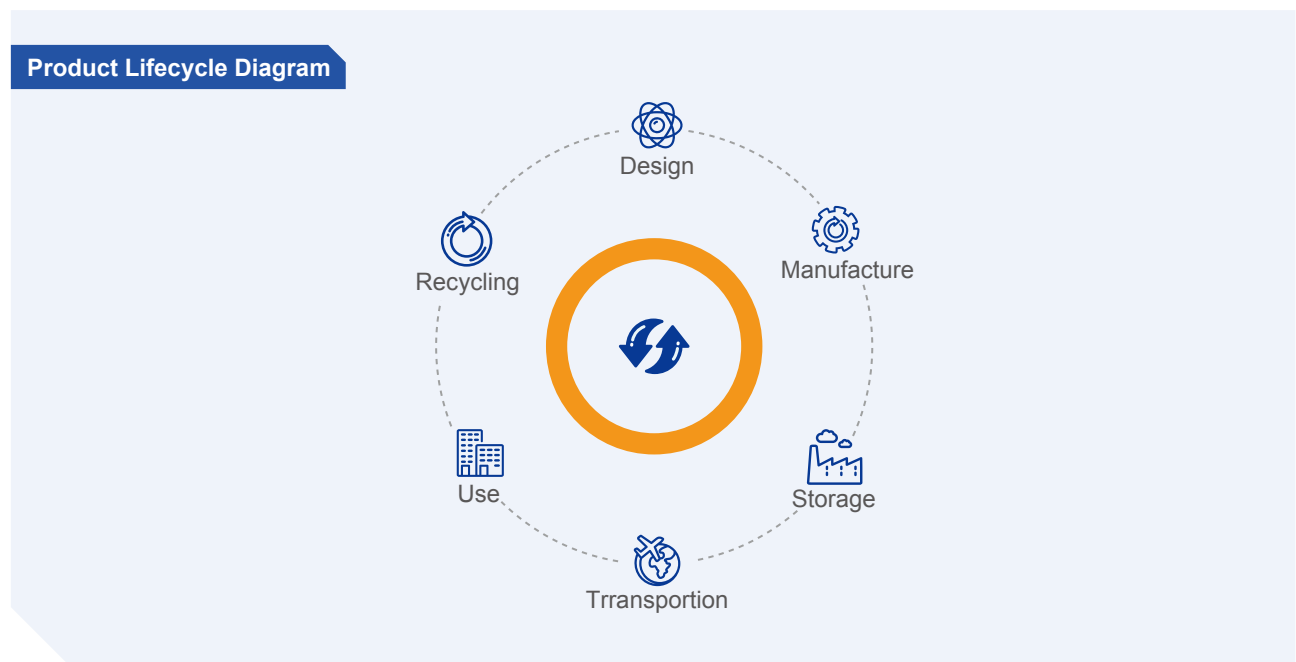 Product Lifecycle Diagram
Design
Manufacture
Storage
Trransportion
Use
Recycling